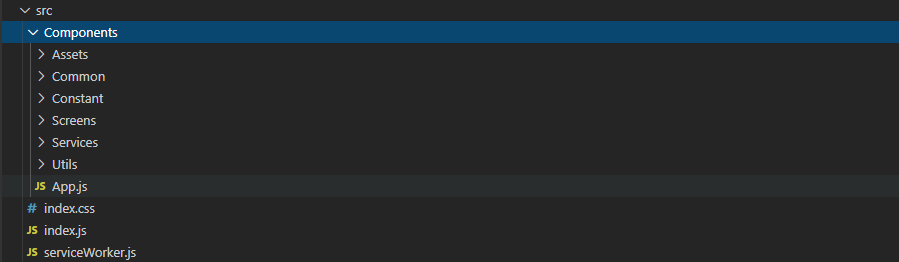 src
Components
Assets
Common
Constant
Screens
Services
Utils
JS App.js
# index.css
JS index.js
JS serviceWorker.js